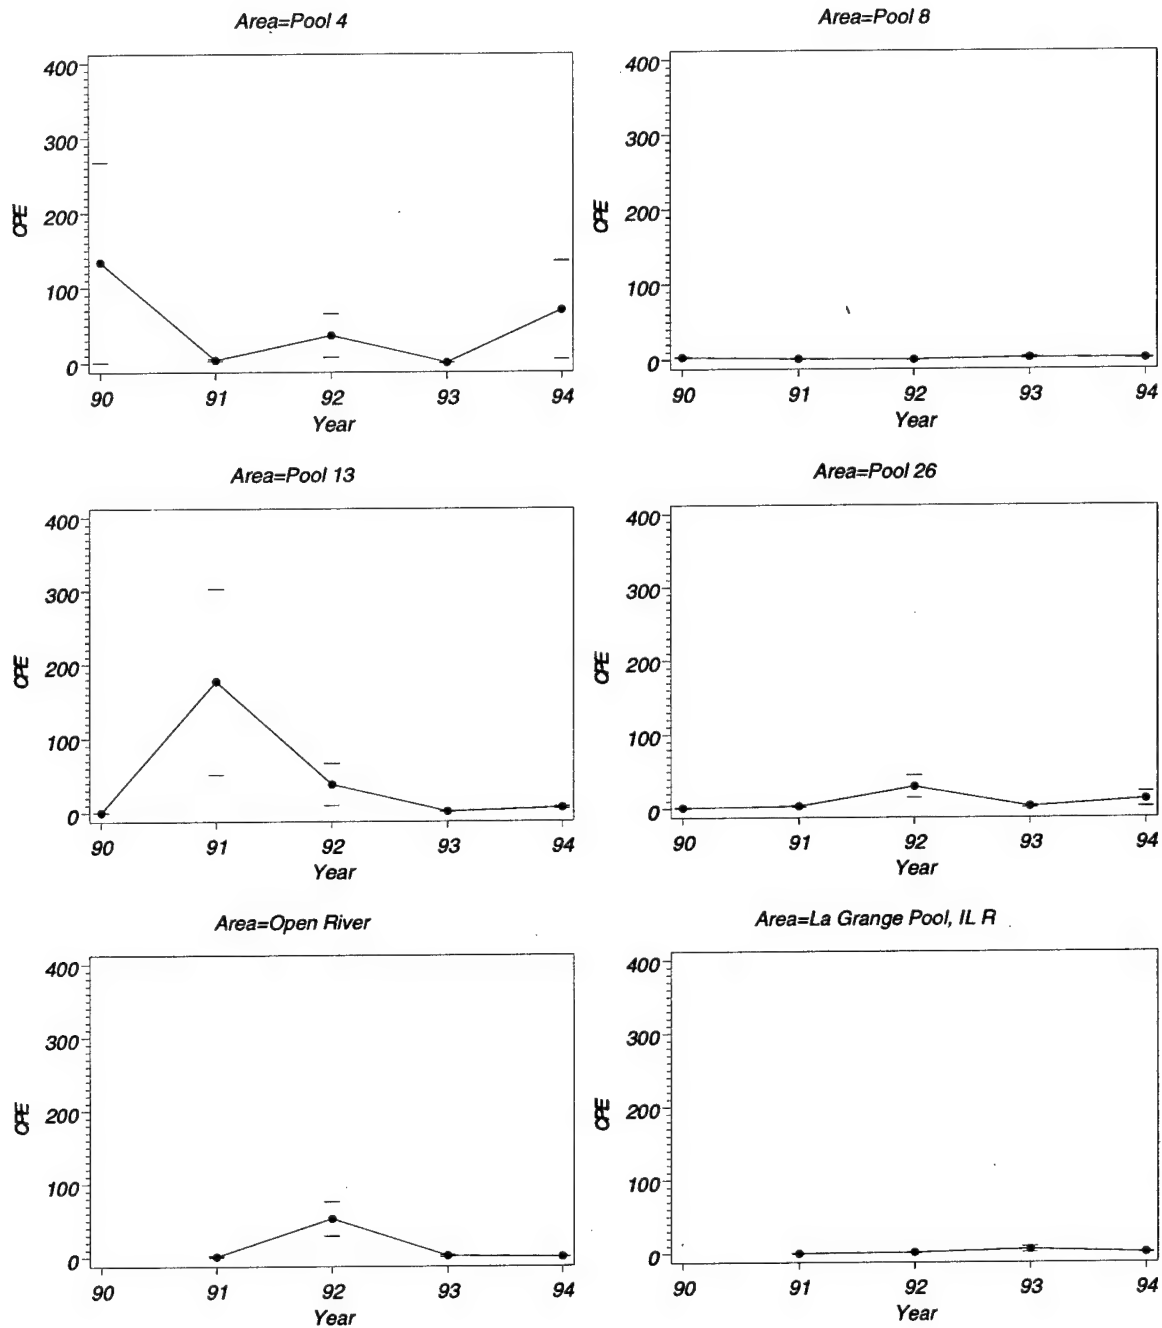 Area=Pool 4
400
300
200
100
0
CPE
90 91 92 93 94
Year
Area=Pool 8
400
300
200
100
0
CPE
90 91 92 93 94
Year
Area=Pool 13
400
300
200
100
0
CPE
90 91 92 93 94
Year
Area=Pool 26
400
300
200
100
0
CPE
90 91 92 93 94
Year
Area=Open River
400
300
200
100
0
CPE
90 91 92 93 94
Year
Area=La Grange Pool, IL R
400
300
200
100
0
CPE
90 91 92 93 94
Year